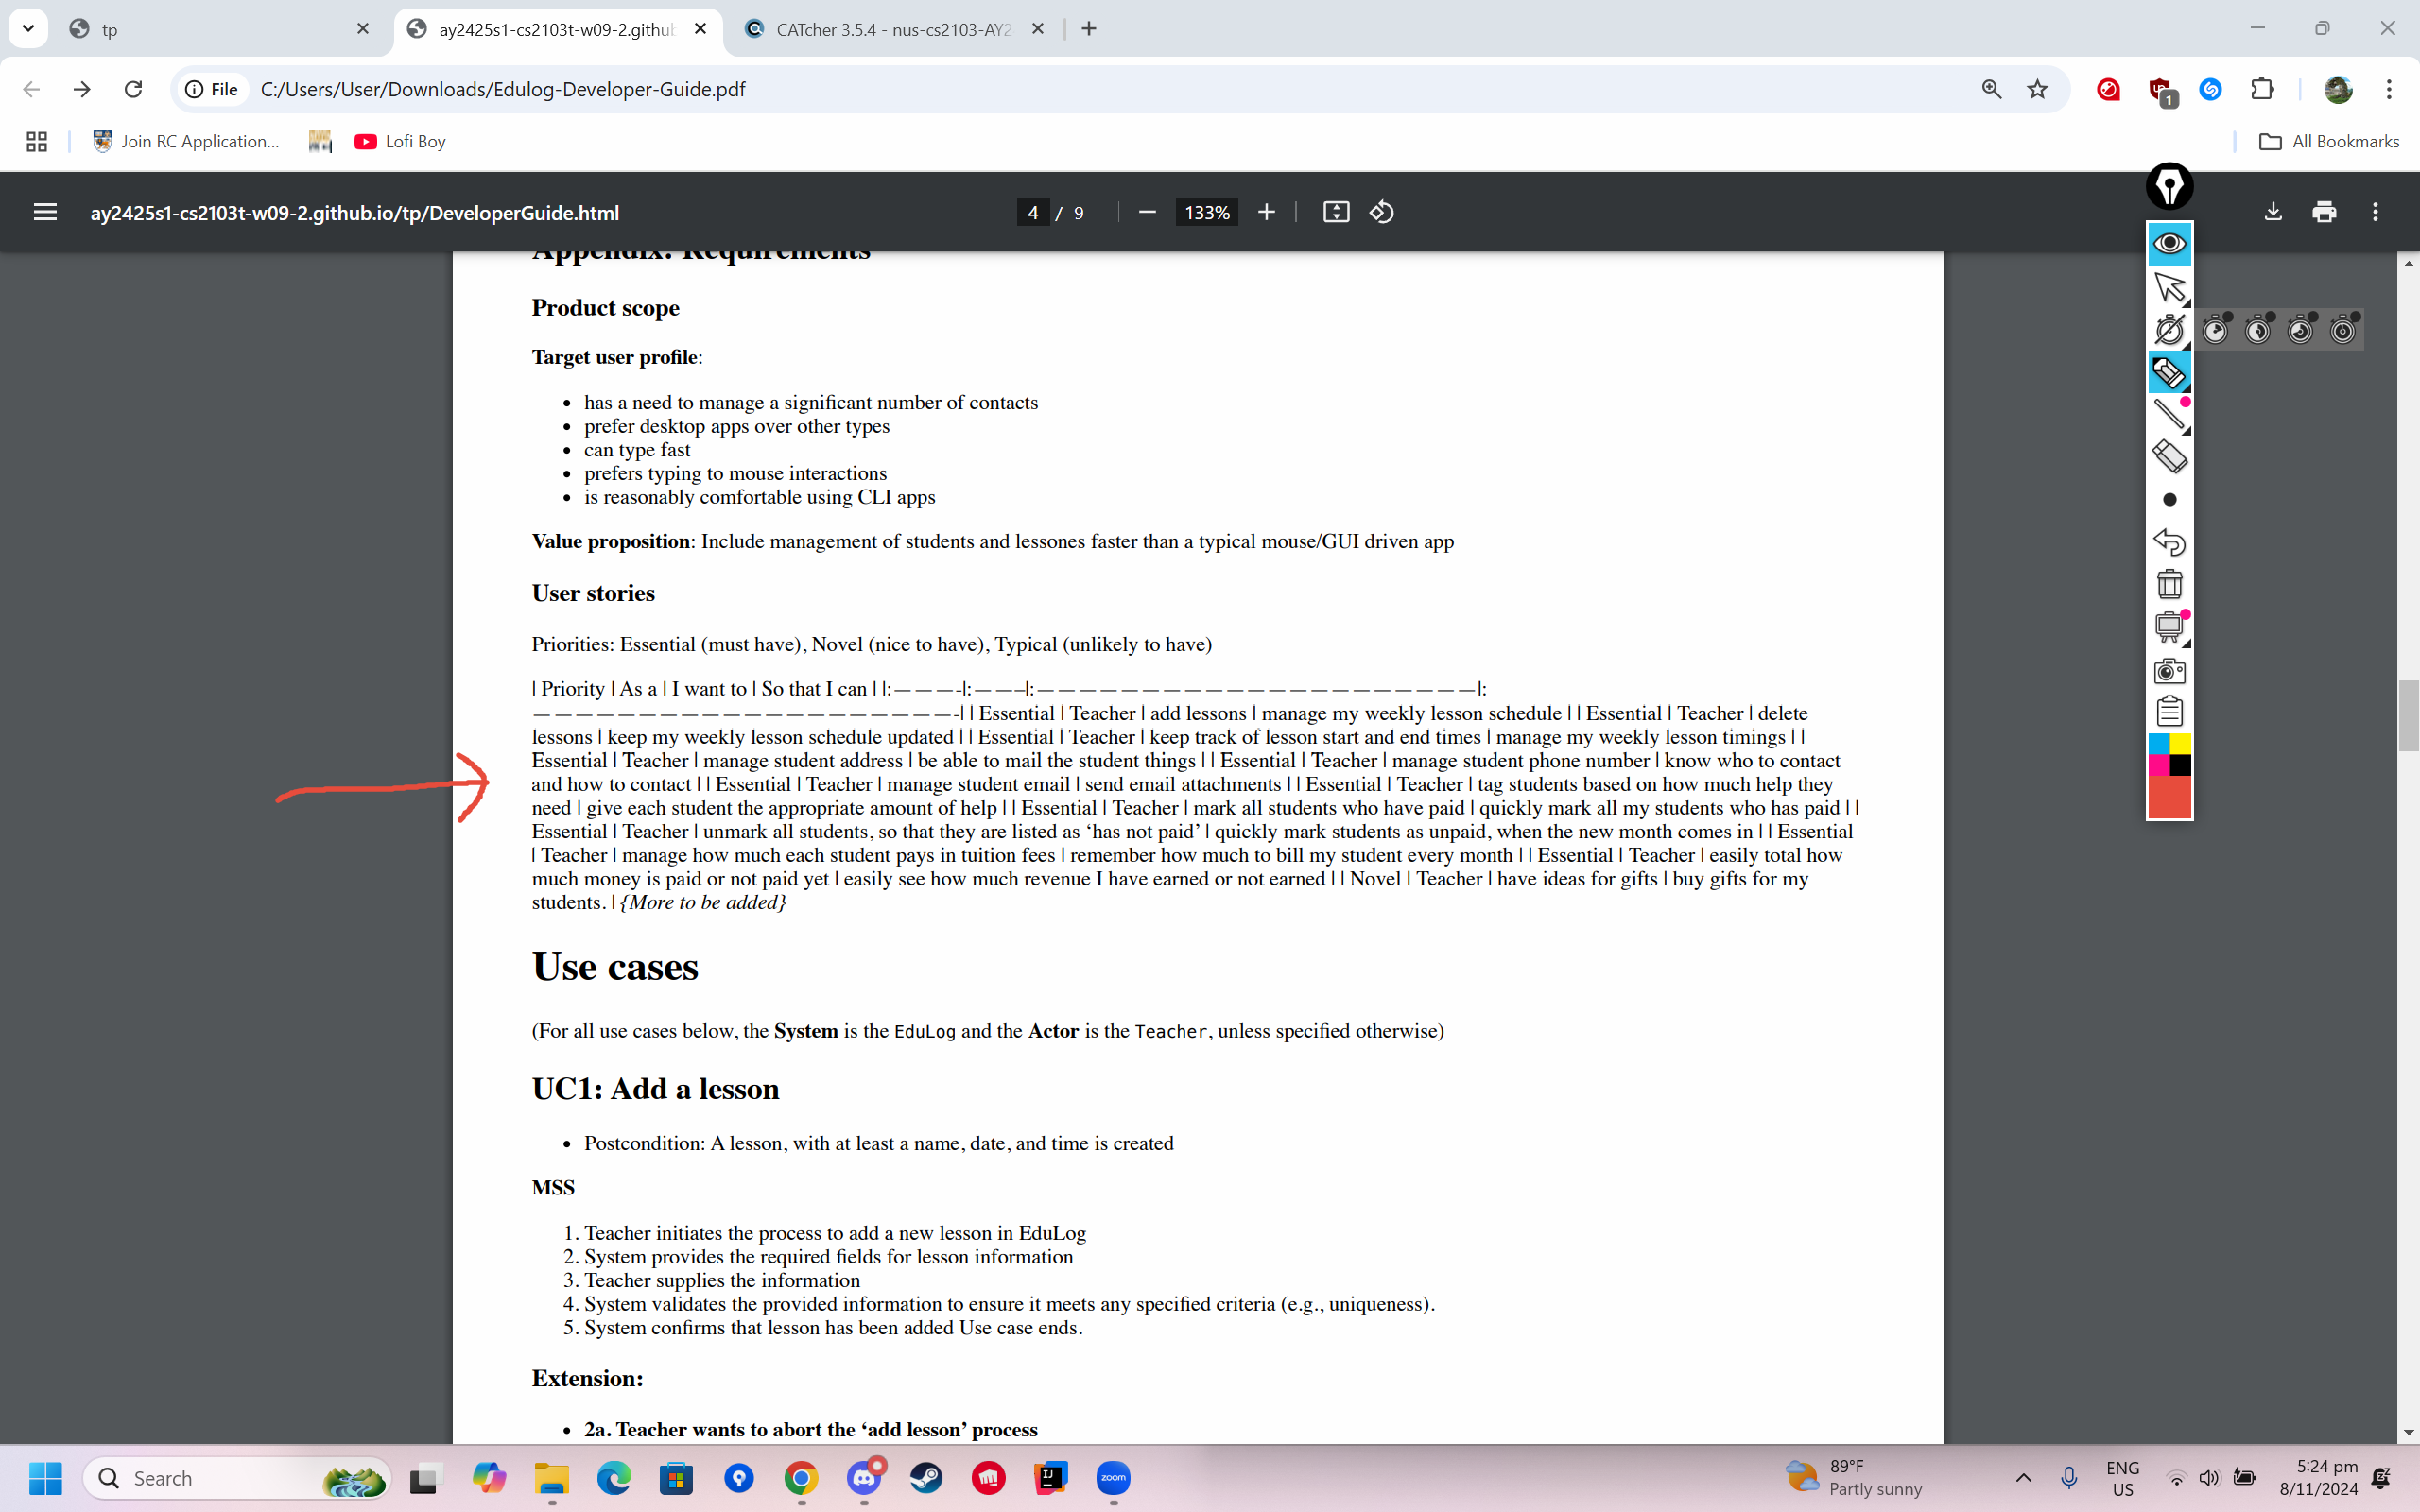 tp
ay2425s1-cs2103t-w09-2.githu
CATcher 3.5.4 - nus-cs2103-AY2
File
C:/Users/User/Downloads/Edulog-Developer-Guide.pdf
1
Join RC Application...
Lofi Boy
All Bookmarks
ay2425s1-cs2103t-w09-2.github.io/tp/DeveloperGuide.html
4 / 9
133%
Appendix: Requirements
Product scope
Target user profile:
• has a need to manage a significant number of contacts
• prefer desktop apps over other types
• can type fast
• prefers typing to mouse interactions
• is reasonably comfortable using CLI apps
Value proposition: Include management of students and lessones faster than a typical mouse/GUI driven app
User stories
Priorities: Essential (must have), Novel (nice to have), Typical (unlikely to have)
| Priority | As a | I want to | So that I can | |:———-|:——–|:—————————————————————|:
————————————————————-| | Essential | Teacher | add lessons | manage my weekly lesson schedule | | Essential | Teacher | delete
lessons | keep my weekly lesson schedule updated | | Essential | Teacher | keep track of lesson start and end times | manage my weekly lesson timings | |
Essential | Teacher | manage student address | be able to mail the student things | | Essential | Teacher | manage student phone number | know who to contact
and how to contact | | Essential | Teacher | manage student email | send email attachments | | Essential | Teacher | tag students based on how much help they
need | give each student the appropriate amount of help | | Essential | Teacher | mark all students who have paid | quickly mark all my students who has paid | |
Essential | Teacher | unmark all students, so that they are listed as ‘has not paid’ | quickly mark students as unpaid, when the new month comes in | | Essential
| Teacher | manage how much each student pays in tuition fees | remember how much to bill my student every month | | Essential | Teacher | easily total how
much money is paid or not paid yet | easily see how much revenue I have earned or not earned | | Novel | Teacher | have ideas for gifts | buy gifts for my
students. | {More to be added}
Use cases
(For all use cases below, the System is the EduLog and the Actor is the Teacher, unless specified otherwise)
UC1: Add a lesson
• Postcondition: A lesson, with at least a name, date, and time is created
MSS
1. Teacher initiates the process to add a new lesson in EduLog
2. System provides the required fields for lesson information
3. Teacher supplies the information
4. System validates the provided information to ensure it meets any specified criteria (e.g., uniqueness).
5. System confirms that lesson has been added Use case ends.
Extension:
• 2a. Teacher wants to abort the ‘add lesson’ process
Search
zoom
89°F
Partly sunny
ENG
US
5:24 pm
8/11/2024